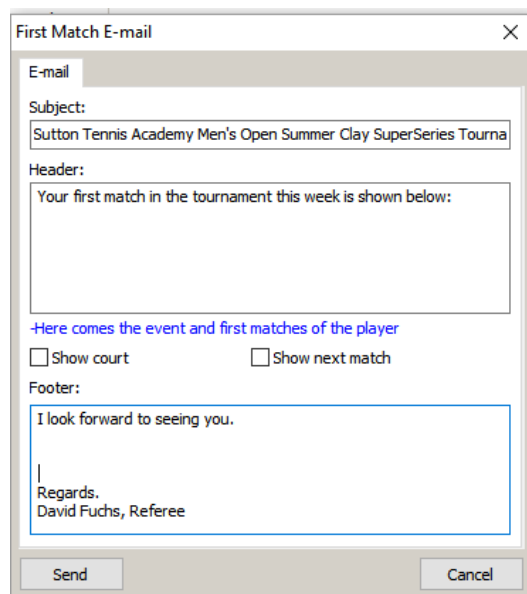 First Match E-mail
E-mail
Subject:
Sutton Tennis Academy Men's Open Summer Clay SuperSeries Tourna
Header:
Your first match in the tournament this week is shown below:
-Here comes the event and first matches of the player
Show court
Show next match
Footer:
I look forward to seeing you.
Regards.
David Fuchs, Referee
Send
Cancel